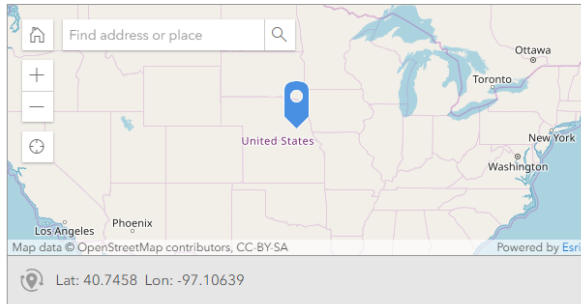 Find address or place
Ottawa
Toronto
United States
New York
Washington
Los Angeles
Phoenix
Map data © OpenStreetMap contributors, CC-BY-SA
Powered by Esri
Lat: 40.7458 Lon: -97.10639